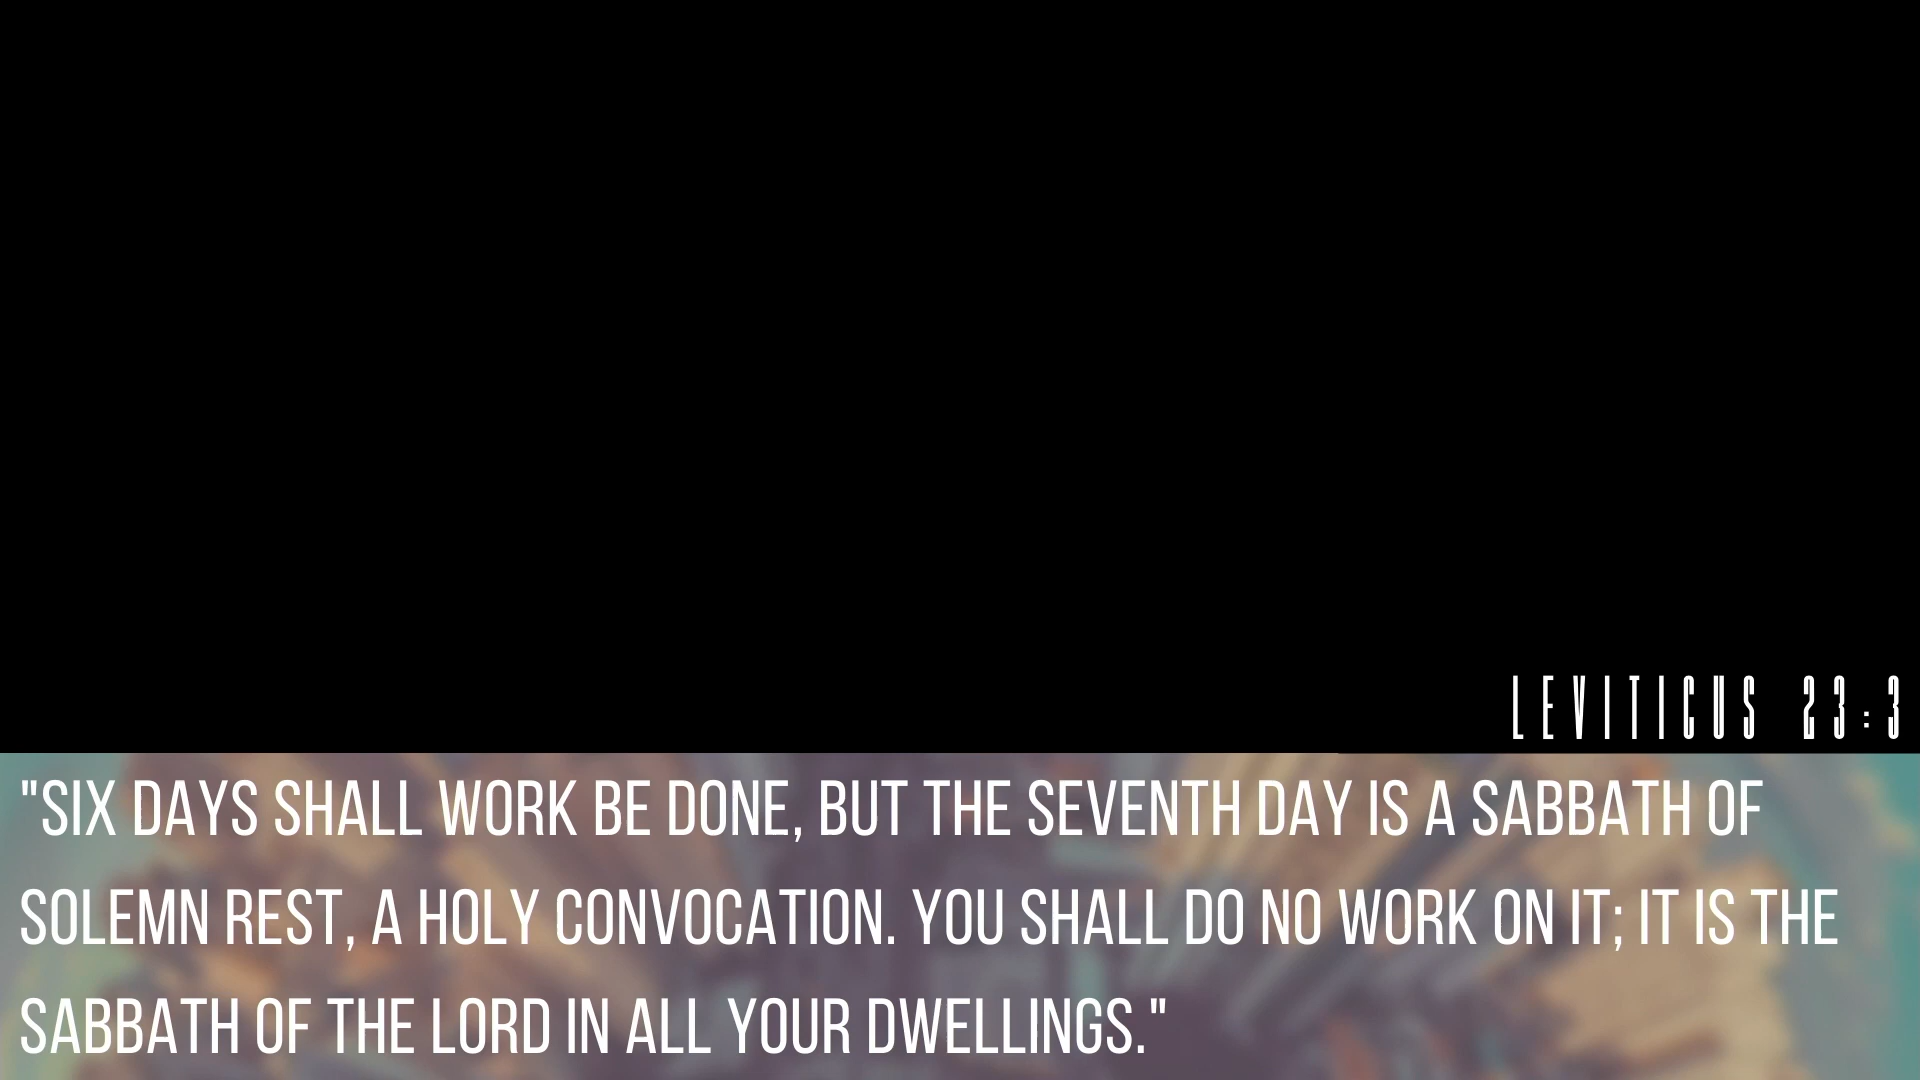 LEVITICUS 23:3
"SIX DAYS SHALL WORK BE DONE, BUT THE SEVENTH DAY IS A SABBATH OF
SOLEMN REST, A HOLY CONVOCATION. YOU SHALL DO NO WORK ON IT; IT IS THE
SABBATH OF THE LORD IN ALL YOUR DWELLINGS."